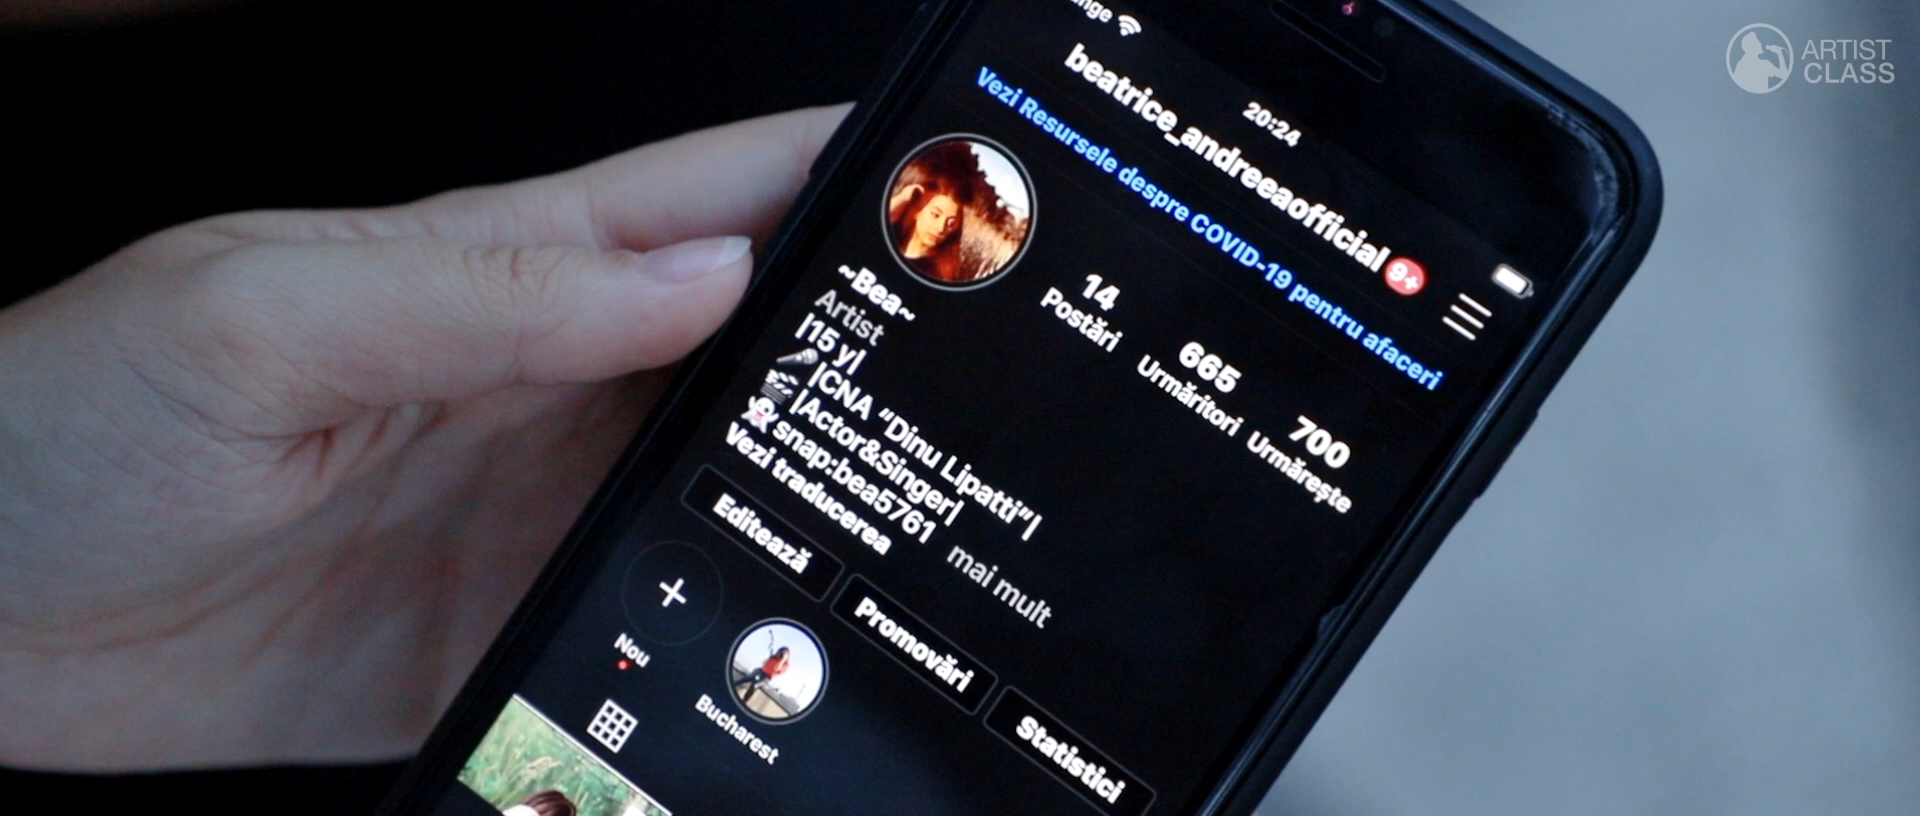 20:24
beatrice_andreeaofficial 9+
Vezi Resursele despre COVID-19 pentru afaceri
14
Postări
665
Urmăritori
700
Urmărește
~Bea~
Artist
|15 y|
🎤 |CNA “Dinu Lipatti”|
🎬 |Actor&Singer|
👻 snap:bea5761 mai mult
Vezi traducerea
Editează
Promovări
Statistici
Nou
Bucharest
ARTIST
CLASS